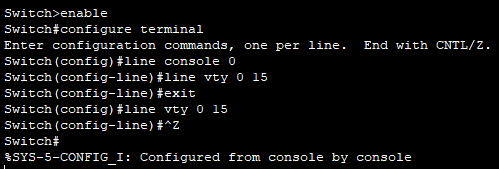 Switch>enable
Switch#configure terminal
Enter configuration commands, one per line.  End with CNTL/Z.
Switch(config)#line console 0
Switch(config-line)#line vty 0 15
Switch(config-line)#exit
Switch(config)#line vty 0 15
Switch(config-line)#^Z
Switch#
%SYS-5-CONFIG_I: Configured from console by console